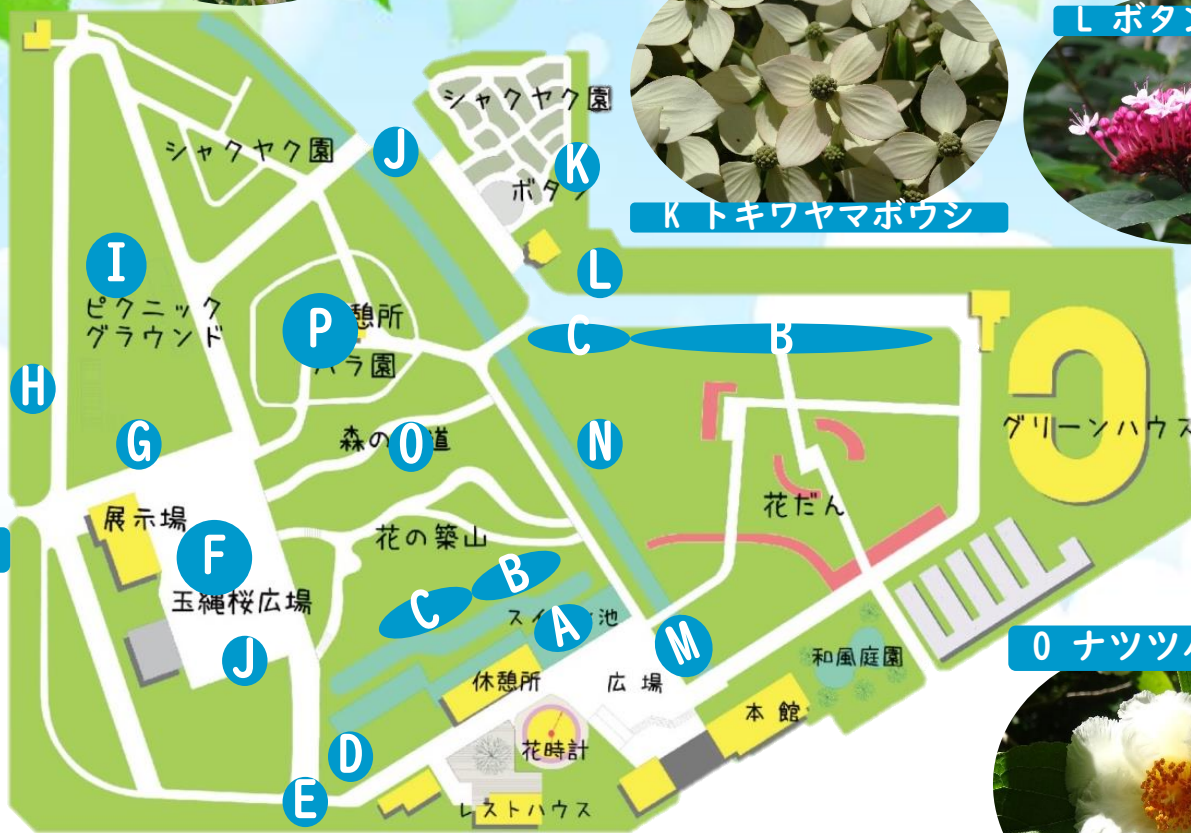 L ボタン
シャクヤク園
K
ボタン
K トキワヤマボウシ
シャクヤク園
J
I
ピクニック
グラウンド
L
P
憩所
バラ園
C
B
H
G
森の
O
道
N
グリーンハウス
展示場
F
玉縄桜広場
花の築山
花だん
B
C
A
池
M
J
休憩所
広場
和風庭園
本館
O ナツツバ
D
花時計
E
レストハウス